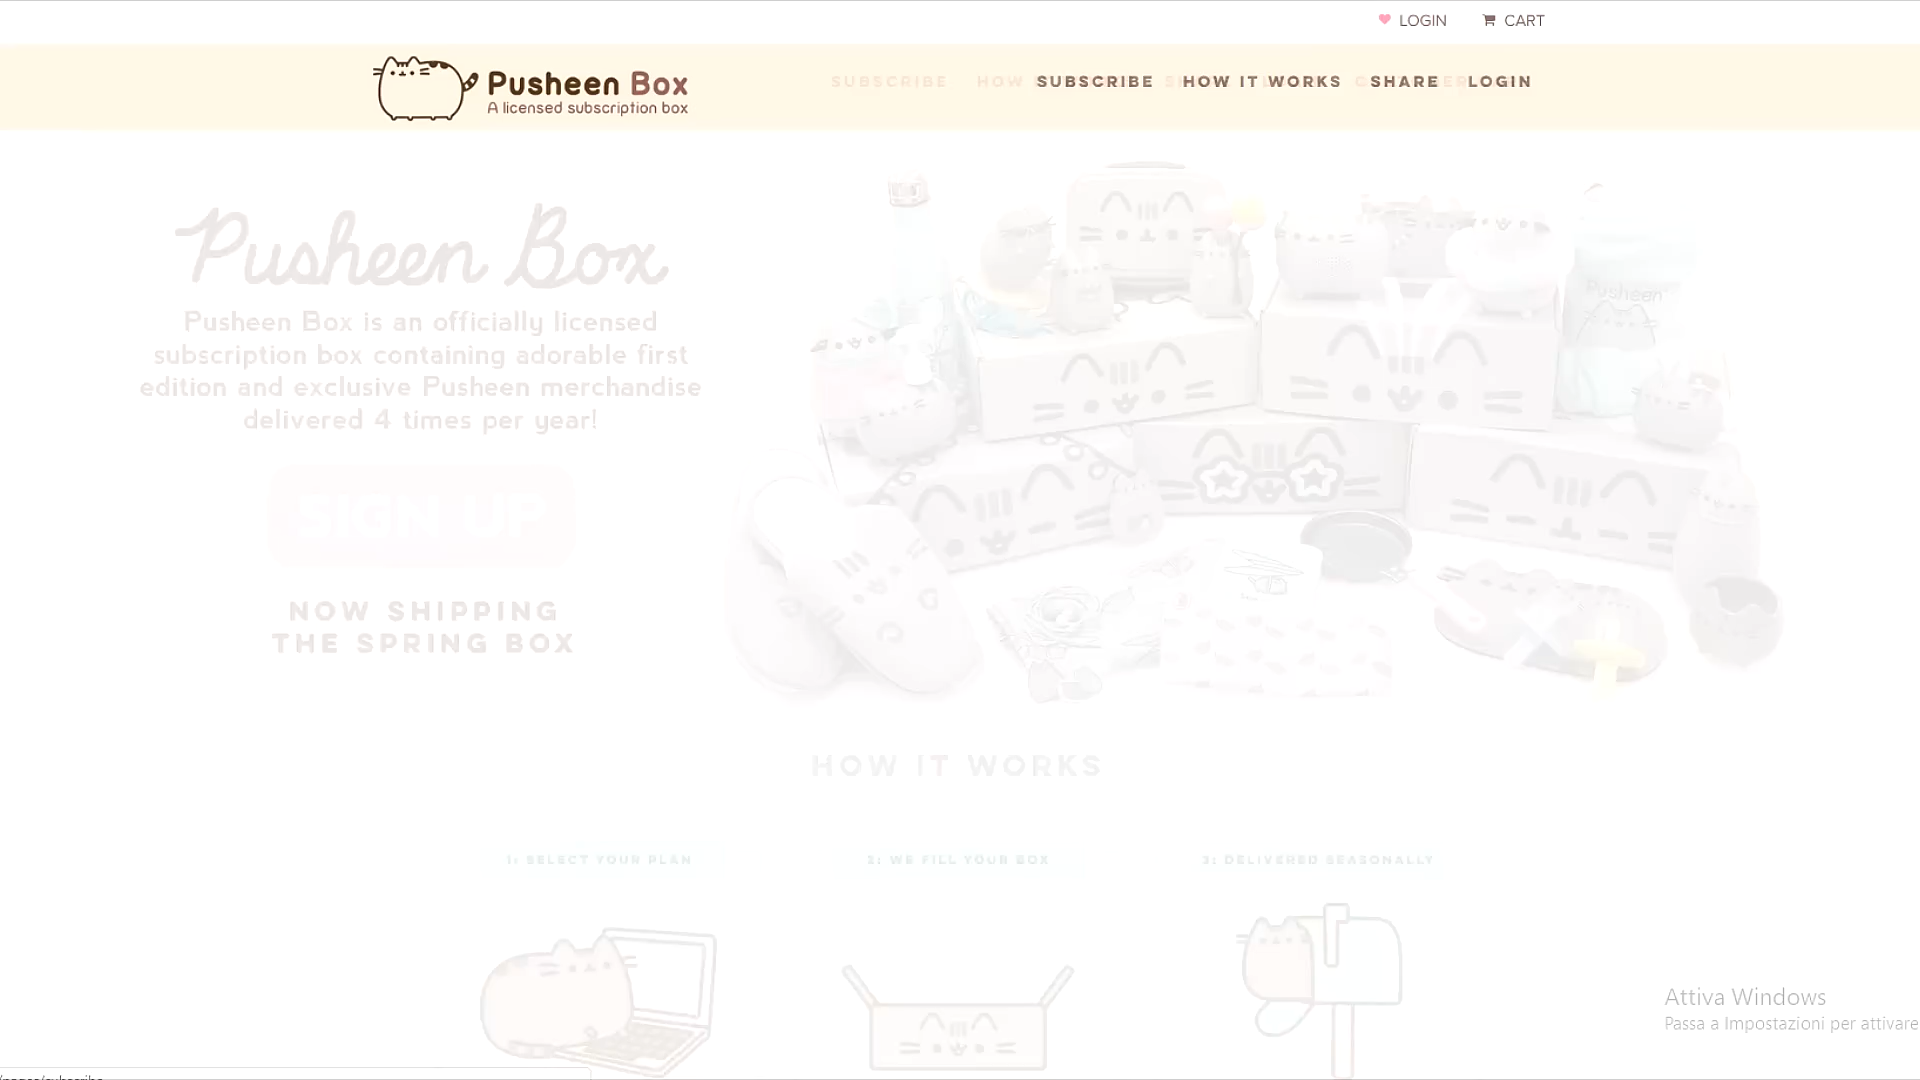 LOGIN CART
Pusheen Box
A licensed subscription box
SUBSCRIBE HOW
SUBSCRIBE HOW IT WORKS SHARE LOGIN
Pusheen Box
Pusheen Box is an officially licensed
subscription box containing adorable first
edition and exclusive Pusheen merchandise
delivered 4 times per year!
SIGN UP
NOW SHIPPING
THE SPRING BOX
Pusheen
HOW IT WORKS
1: SELECT YOUR PLAN
2: WE FILL YOUR BOX
3: DELIVERED SEASONALLY
Attiva Windows
Passa a Impostazioni per attivare